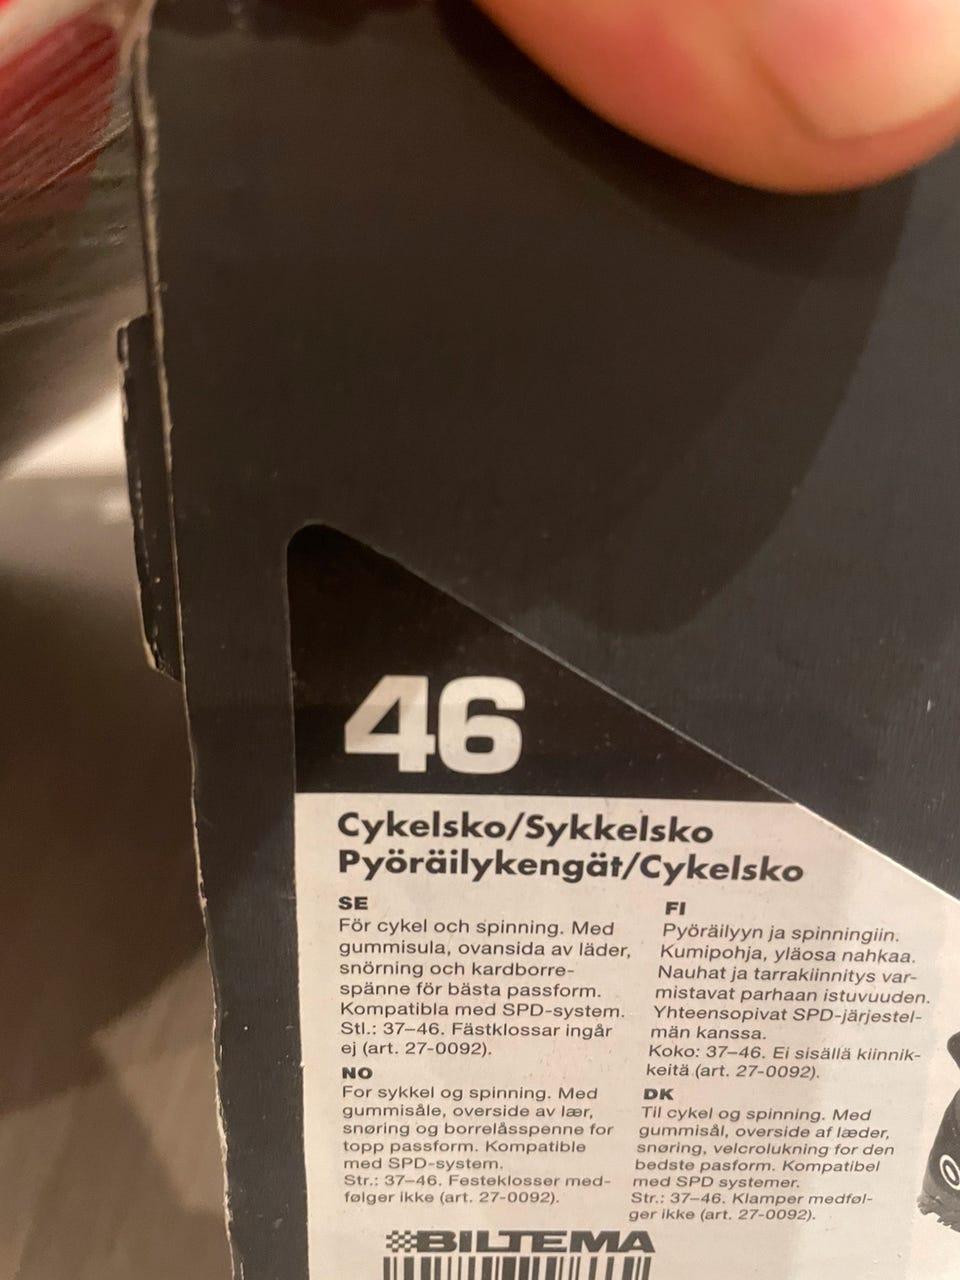 46
Cykelsko/Sykkelsko
Pyöräilykengät/Cykelsko
SE
För cykel och spinning. Med
gummisula, ovansida av läder,
snörning och kardborre-
spänne för bästa passform.
Kompatibla med SPD-system.
Stl.: 37–46. Fästklossar ingår
ej (art. 27-0092).
NO
For sykkel og spinning. Med
gummisåle, overside av lær,
snøring og borrelåsspenne for
topp passform. Kompatible
med SPD-system.
Str.: 37–46. Festeklosser med-
følger ikke (art. 27-0092).
FI
Pyöräilyyn ja spinningiin.
Kumipohja, yläosa nahkaa.
Nauhat ja tarrakiinnitys var-
mistavat parhaan istuvuuden.
Yhteensopivat SPD-järjestel-
män kanssa.
Koko: 37–46. Ei sisällä kiinnik-
keitä (art. 27-0092).
DK
Til cykel og spinning. Med
gummisål, overside af læder,
snøring, velcrolukning for den
bedste pasform. Kompatibel
med SPD systemer.
Str.: 37–46. Klamper medføl-
ger ikke (art. 27-0092).
BILTEMA